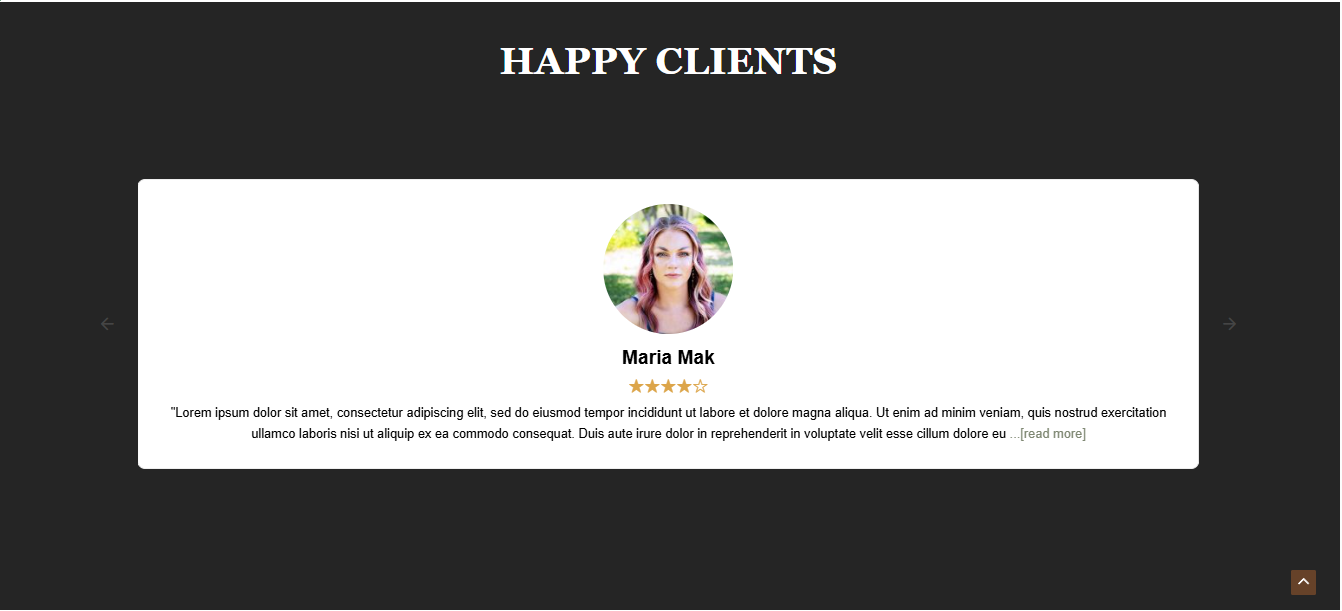 HAPPY CLIENTS
Maria Mak
"Lorem ipsum dolor sit amet, consectetur adipiscing elit, sed do eiusmod tempor incididunt ut labore et dolore magna aliqua. Ut enim ad minim veniam, quis nostrud exercitation
ullamco laboris nisi ut aliquip ex ea commodo consequat. Duis aute irure dolor in reprehenderit in voluptate velit esse cillum dolore eu ...[read more]